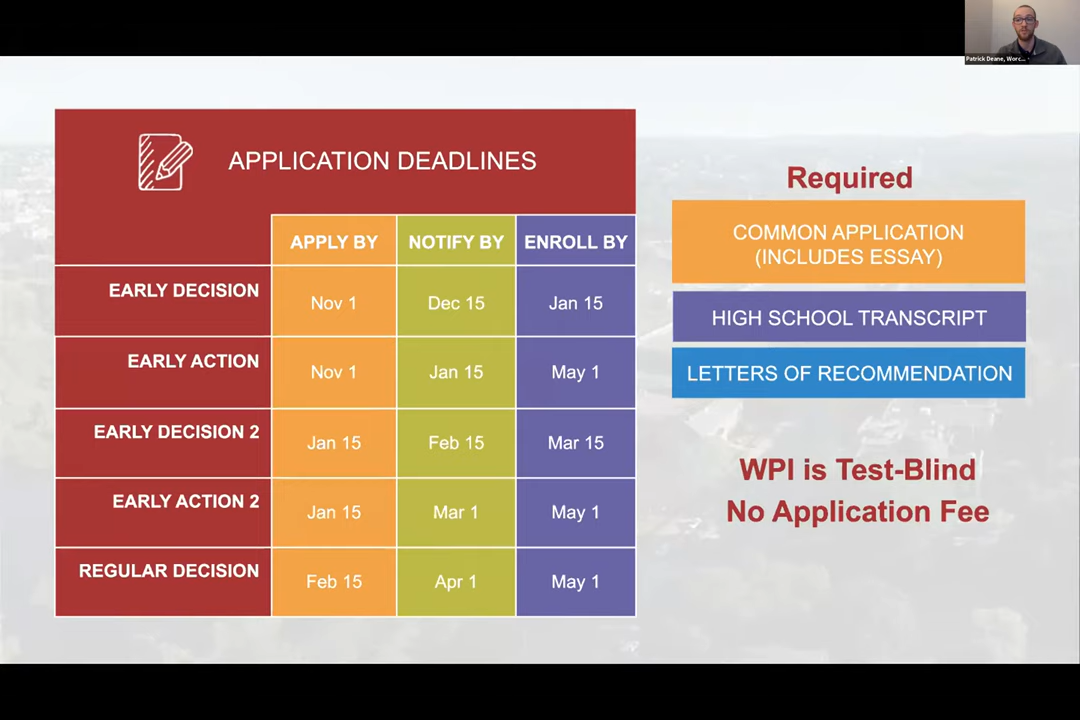 Patrick Deane, Worc...
APPLICATION DEADLINES
APPLY BY NOTIFY BY ENROLL BY
EARLY DECISION Nov 1 Dec 15 Jan 15
EARLY ACTION Nov 1 Jan 15 May 1
EARLY DECISION 2 Jan 15 Feb 15 Mar 15
EARLY ACTION 2 Jan 15 Mar 1 May 1
REGULAR DECISION Feb 15 Apr 1 May 1
Required
COMMON APPLICATION
(INCLUDES ESSAY)
HIGH SCHOOL TRANSCRIPT
LETTERS OF RECOMMENDATION
WPI is Test-Blind
No Application Fee